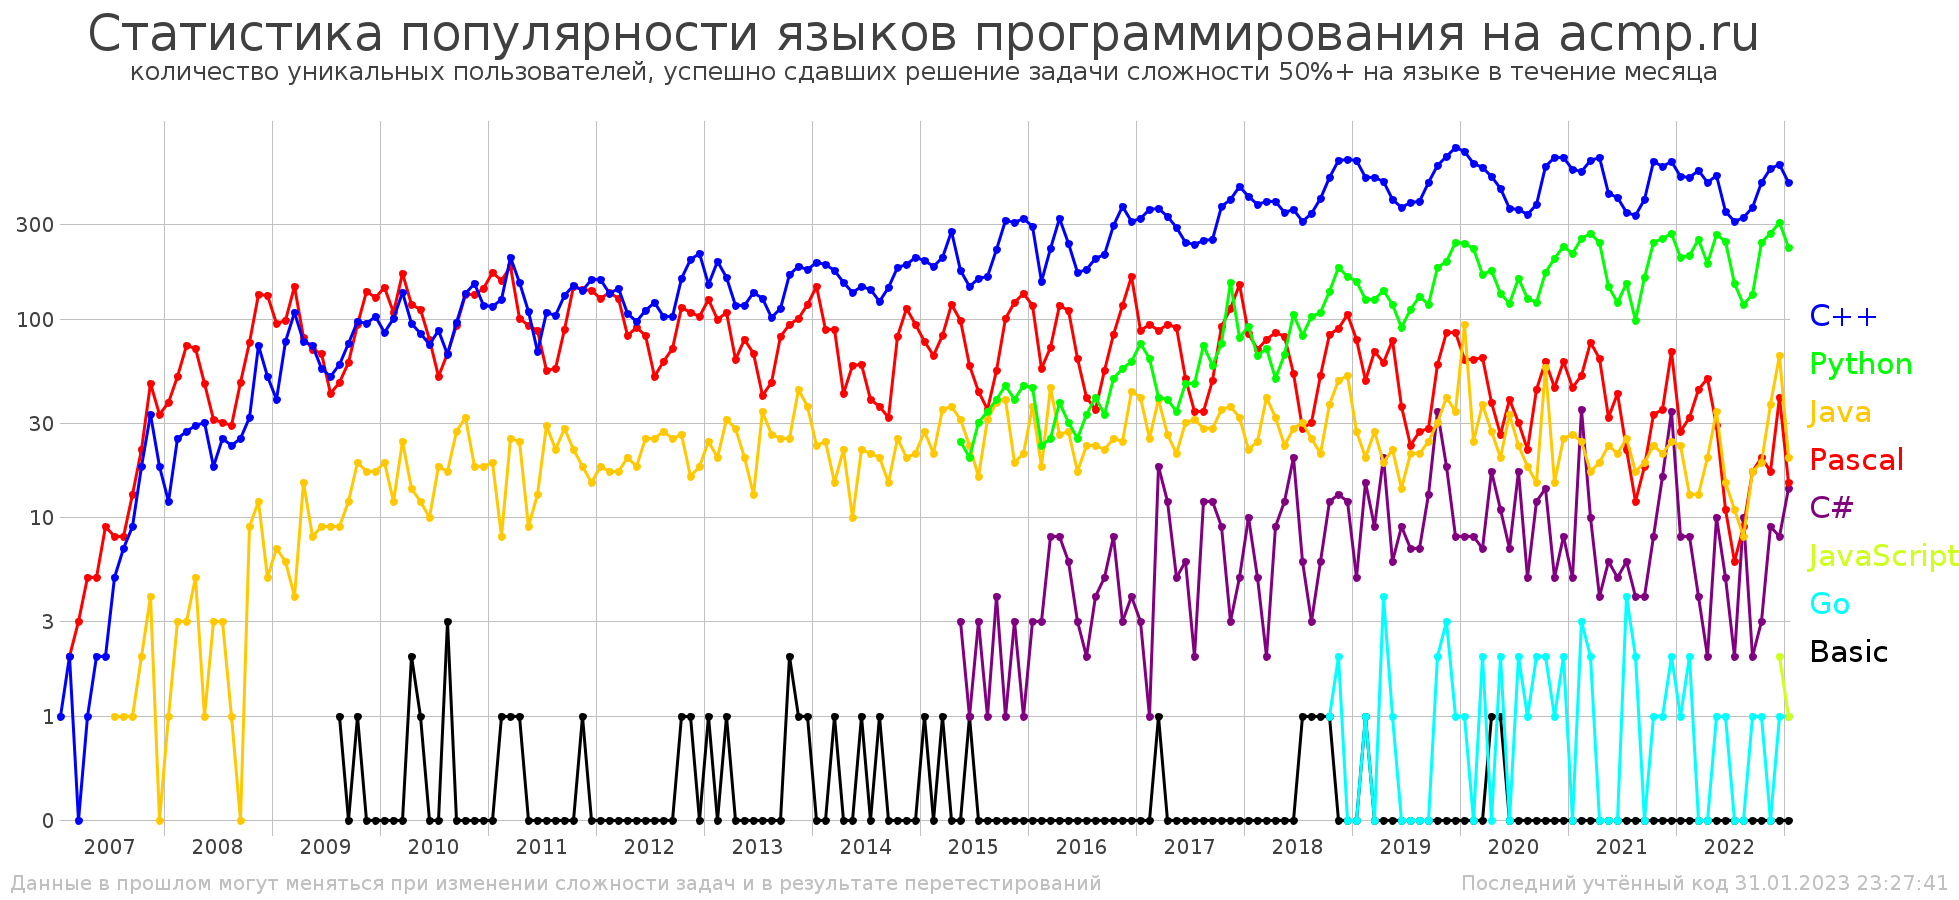 Статистика популярности языков программирования на acmp.ru
количество уникальных пользователей, успешно сдавших решение задачи сложности 50%+ на языке в течение месяца
300
100
30
10
3
1
0
C++
Python
Java
Pascal
C#
JavaScript
Go
Basic
2007 2008 2009 2010 2011 2012 2013 2014 2015 2016 2017 2018 2019 2020 2021 2022
Данные в прошлом могут меняться при изменении сложности задач и в результате перетестирований
Последний учтённый код 31.01.2023 23:27:41